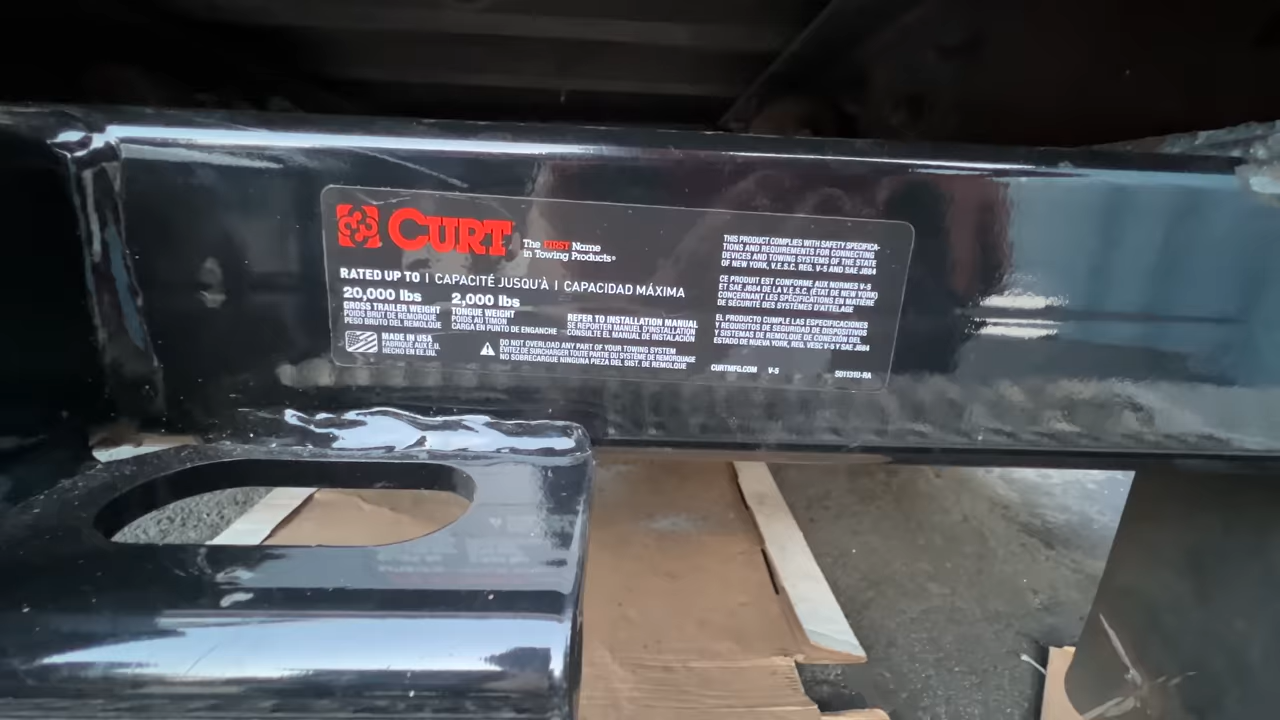 CURT
The FIRST Name
in Towing Products®
RATED UP TO | CAPACITÉ JUSQU'À | CAPACIDAD MÁXIMA
20,000 lbs
GROSS TRAILER WEIGHT
POIDS BRUT DE REMORQUE
PESO BRUTO DEL REMOLQUE
2,000 lbs
TONGUE WEIGHT
POIDS AU TIMON
CARGA EN PUNTO DE ENGANCHE
REFER TO INSTALLATION MANUAL
SE RÉPORTER MANUEL D'INSTALLATION
CONSULTE EL MANUAL DE INSTALACIÓN
MADE IN USA
FABRIQUÉ AUX É.U.
HECHO EN EE.UU.
DO NOT OVERLOAD ANY PART OF YOUR TOWING SYSTEM
ÉVITEZ DE SURCHARGER TOUTE PARTIE DU SYSTÈME DE REMORQUAGE
NO SOBRECARGUE NINGUNA PIEZA DEL SIST. DE REMOLQUE
THIS PRODUCT COMPLIES WITH SAFETY SPECIFICA-
TIONS AND REQUIREMENTS FOR CONNECTING
DEVICES AND TOWING SYSTEMS OF THE STATE
OF NEW YORK, V.E.S.C. REG. V-5 AND SAE J684
CE PRODUIT EST CONFORME AUX NORMES V-5
ET SAE J684 DE LA V.E.S.C. (ÉTAT DE NEW YORK)
CONCERNANT LES SPÉCIFICATIONS EN MATIÈRE
DE SÉCURITÉ DES SYSTÈMES D'ATTELAGE
EL PRODUCTO CUMPLE LAS ESPECIFICACIONES
Y REQUISITOS DE SEGURIDAD DE DISPOSITIVOS
Y SISTEMAS DE REMOLQUE DE CONEXIÓN DEL
ESTADO DE NUEVA YORK, REG. VESC V-5 Y SAE J684
CURTMFG.COM V-5 S01131U-RA